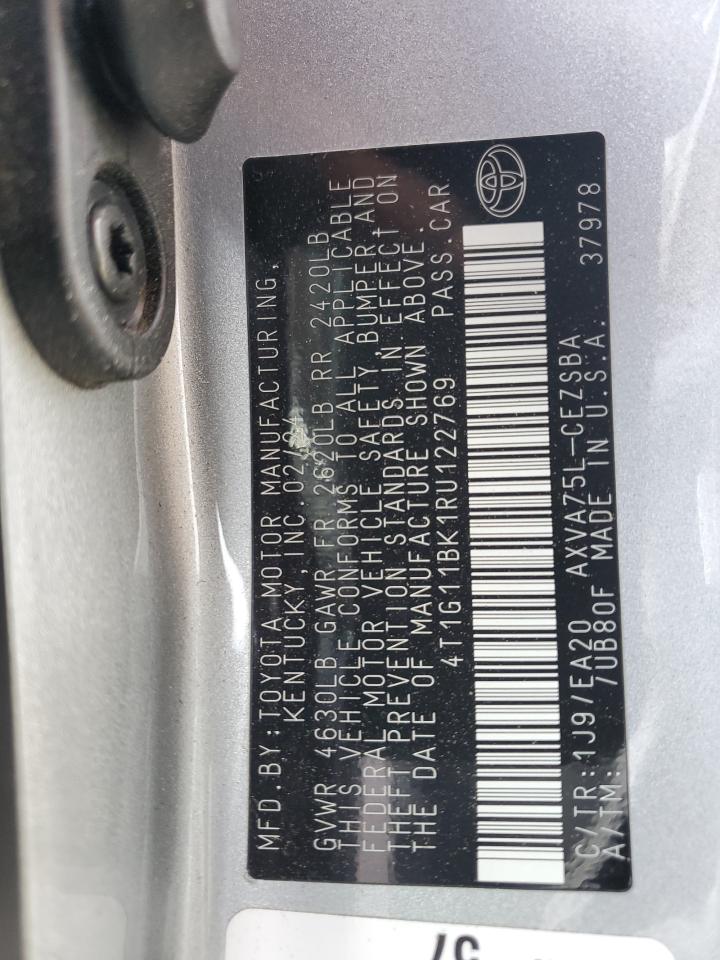 MFD.BY:TOYOTA MOTOR MANUFACTURING,
KENTUCKY, INC.
GVWR 4630LB GAWR FR 2620LB RR 2420LB
THIS VEHICLE CONFORMS TO ALL APPLICABLE
FEDERAL MOTOR VEHICLE SAFETY, BUMPER AND
THEFT PREVENTION STANDARDS IN EFFECT ON
THE DATE OF MANUFACTURE SHOWN ABOVE.
4T1G11BK1RU122769 PASS.CAR
C/TR:1J9/EA20 AXVA75L-CEZSBA
A/TM: 7UB80F MADE IN U.S.A. 37978